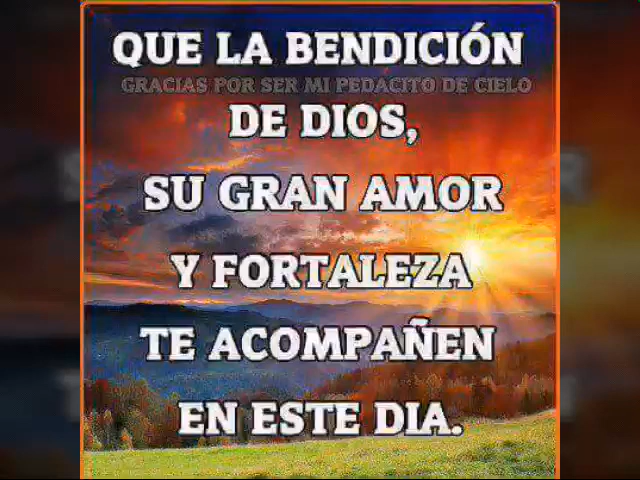 QUE LA BENDICIÓN
GRACIAS POR SER MI PEDACITO DE CIELO
DE DIOS,
SU GRAN AMOR
Y FORTALEZA
TE ACOMPAÑEN
EN ESTE DIA.